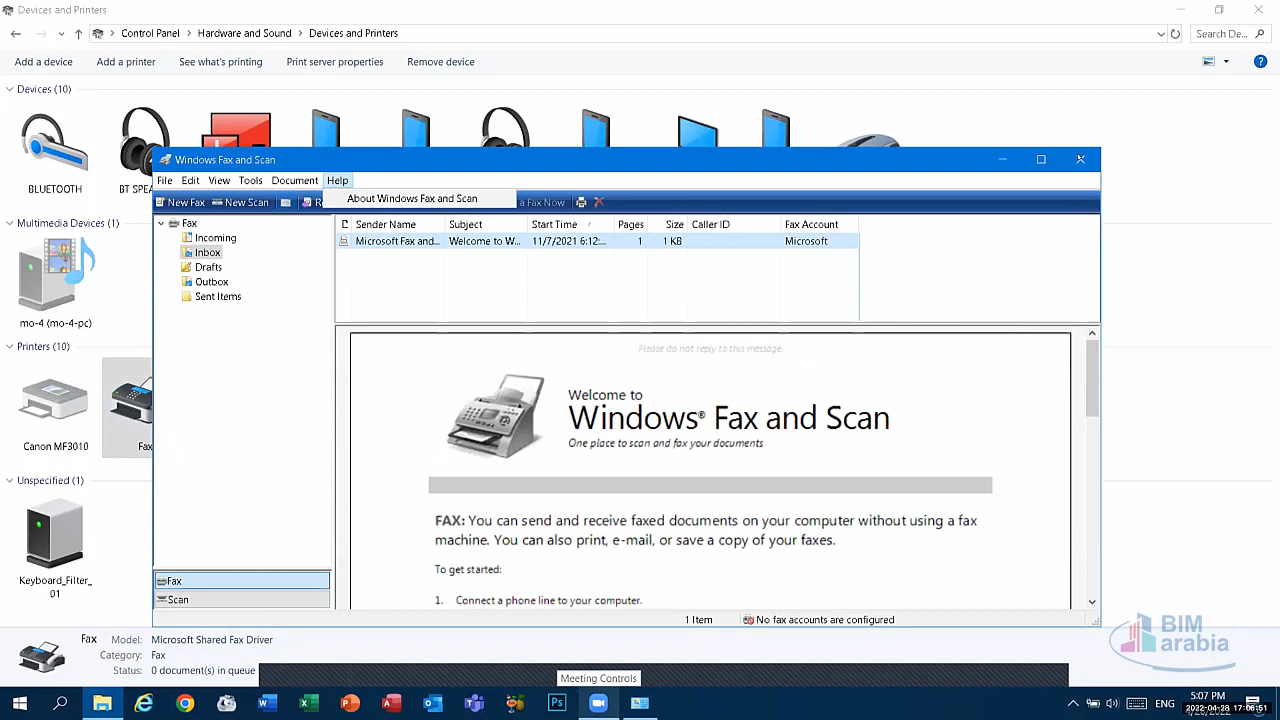 Devices and Printers
Control Panel
Hardware and Sound
Devices and Printers
Search De...
Add a device
Add a printer
See what's printing
Print server properties
Remove device
Devices (10)
BLUETOOTH
BT SPEA
Multimedia Devices (1)
mo-4 (mo-4-pc)
Printers (10)
Canon MF3010
Fax
Unspecified (1)
Keyboard_Filter_
01
Windows Fax and Scan
File
Edit
View
Tools
Document
Help
New Fax
New Scan
R
About Windows Fax and Scan
a Fax Now
Fax
Incoming
Inbox
Drafts
Outbox
Sent Items
Sender Name
Subject
Start Time
Pages
Size
Caller ID
Fax Account
Microsoft Fax and...
Welcome to W...
11/7/2021 6:12:...
1
1 KB
Microsoft
Please do not reply to this message.
Welcome to
Windows® Fax and Scan
One place to scan and fax your documents
FAX: You can send and receive faxed documents on your computer without using a fax
machine. You can also print, e-mail, or save a copy of your faxes.
To get started:
1. Connect a phone line to your computer.
Fax
Scan
1 Item
No fax accounts are configured
Fax
Model: Microsoft Shared Fax Driver
Category: Fax
Status: 0 document(s) in queue
Meeting Controls
BIM
arabia
ENG
5:07 PM
2022-04-28 17:06:51